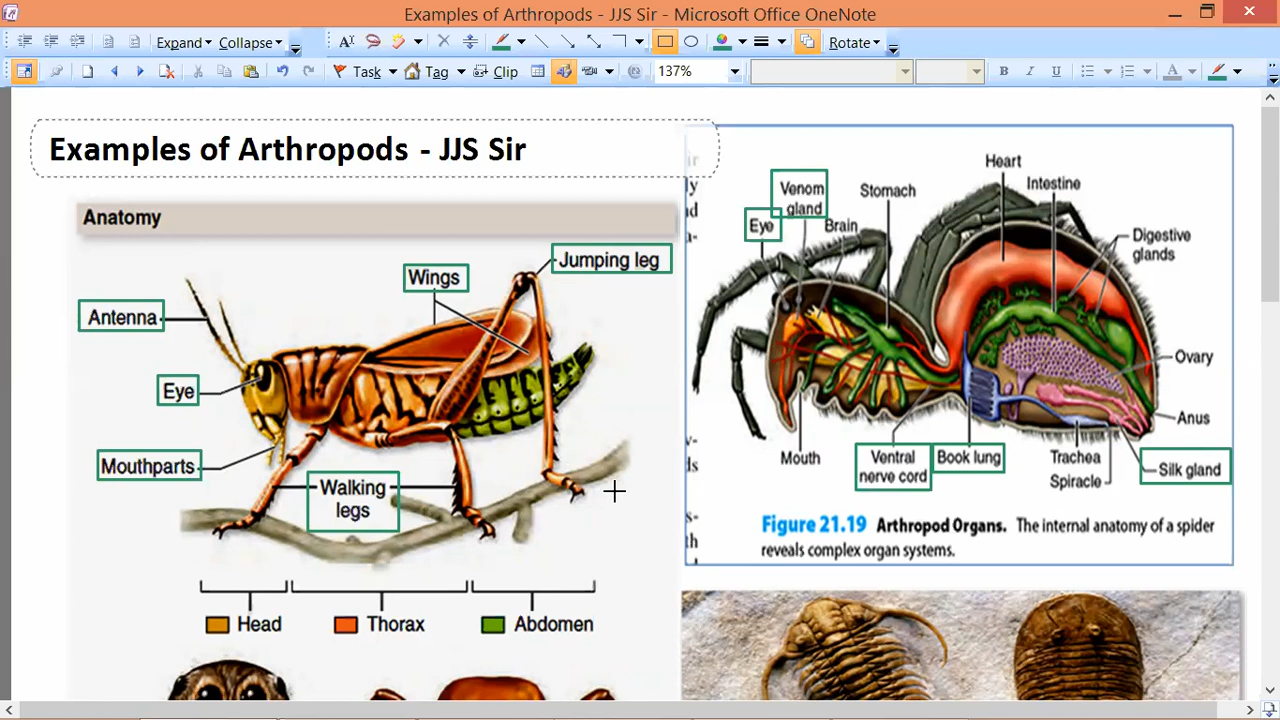 Examples of Arthropods - JJS Sir - Microsoft Office OneNote
Expand Collapse Rotate
Task Tag Clip 137% B I U A
Examples of Arthropods - JJS Sir
Anatomy
Antenna
Eye
Mouthparts
Wings
Jumping leg
Walking
legs
Head Thorax Abdomen
Venom
gland
Eye
Brain
Stomach
Heart
Intestine
Digestive
glands
Ovary
Anus
Silk gland
Mouth
Ventral
nerve cord
Book lung
Trachea
Spiracle
Figure 21.19 Arthropod Organs. The internal anatomy of a spider
reveals complex organ systems.